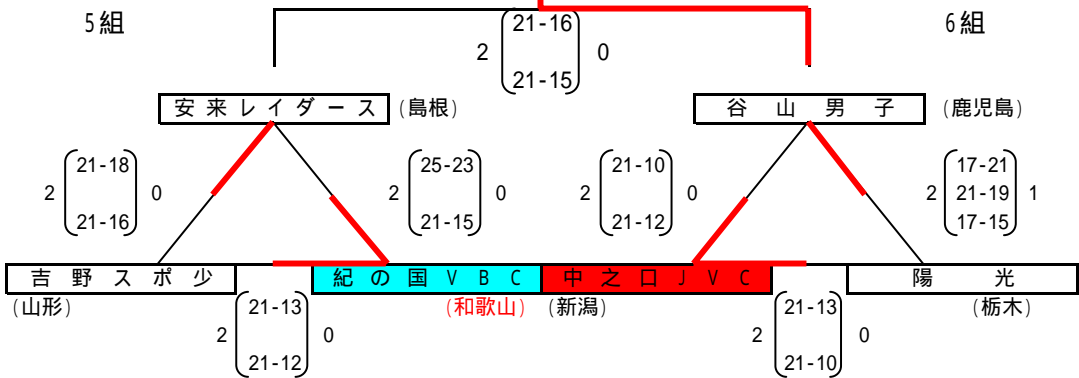 5組
6組
21-16
2 0
21-15
安来レイダース (島根)
谷山男子 (鹿児島)
21-18
2 0
21-16
25-23
2 0
21-15
21-10
2 0
21-12
17-21
2 21-19 1
17-15
吉野スポ少
紀の国VBC
中之口JVC
陽光
(山形)
(和歌山)
(新潟)
(栃木)
21-13
2 0
21-12
21-13
2 0
21-10